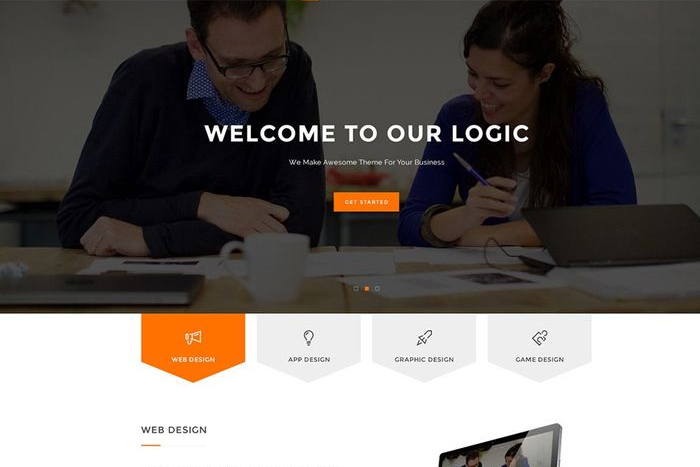 WELCOME TO OUR LOGIC
We Make Awesome Theme For Your Business
GET STARTED
WEB DESIGN
APP DESIGN
GRAPHIC DESIGN
GAME DESIGN
WEB DESIGN